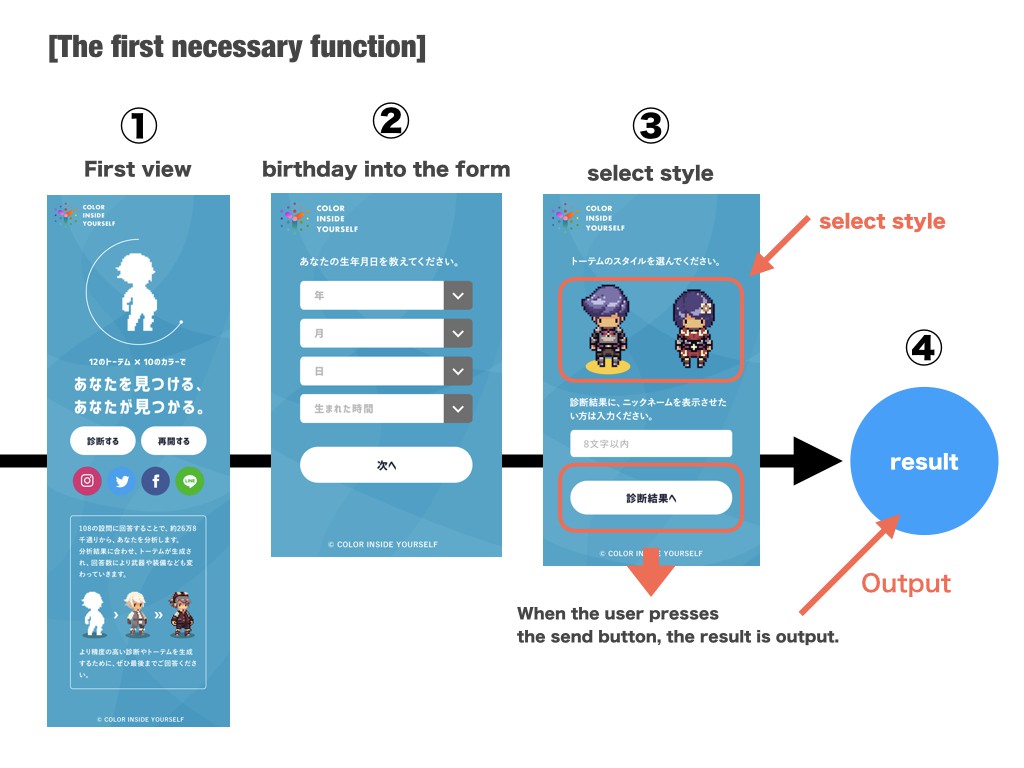 [The first necessary function]
①
First view
COLOR
INSIDE
YOURSELF
12のトーテム × 10のカラーで
あなたを見つける、
あなたが見つかる。
診断する
再開する
LINE
108の設問に回答することで、約26万8
千通りから、あなたを分析します。
分析結果に合わせ、トーテムが生成さ
れ、回答数により武器や装備なども変
わっていきます。
より精度の高い診断やトーテムを生成
するために、ぜひ最後までご回答くださ
い。
© COLOR INSIDE YOURSELF
②
birthday into the form
COLOR
INSIDE
YOURSELF
あなたの生年月日を教えてください。
年
月
日
生まれた時間
次へ
© COLOR INSIDE YOURSELF
③
select style
COLOR
INSIDE
YOURSELF
トーテムのスタイルを選んでください。
診断結果に、ニックネームを表示させた
い方は入力ください。
8文字以内
診断結果へ
© COLOR INSIDE YOURSELF
select style
When the user presses
the send button, the result is output.
④
result
Output